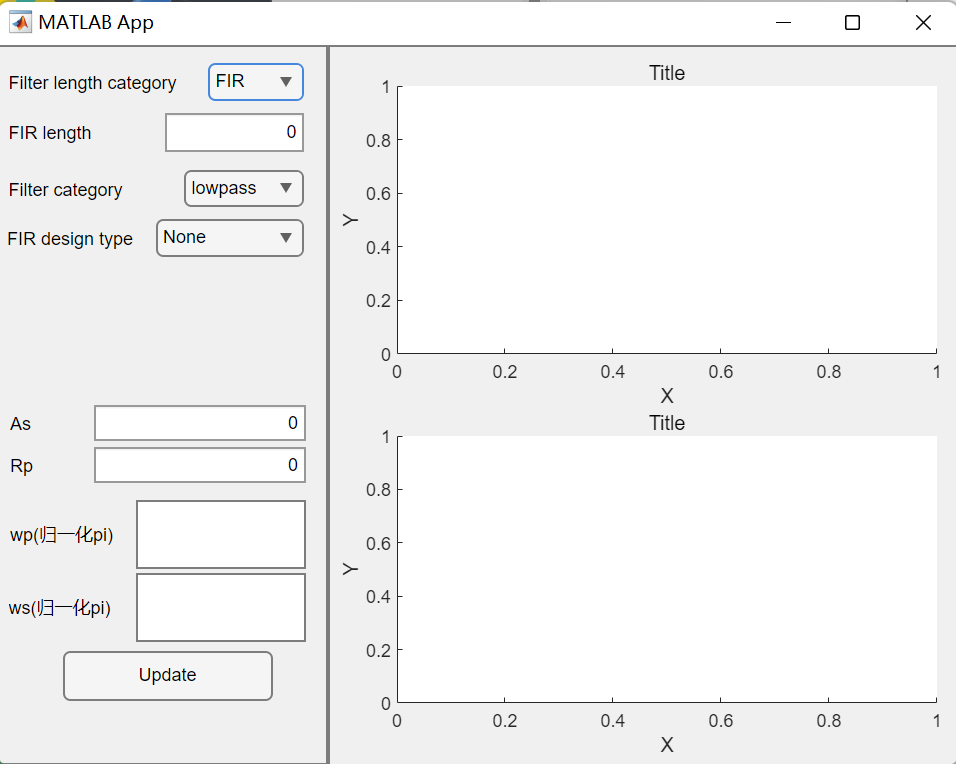 MATLAB App
Filter length category FIR
FIR length 0
Filter category lowpass
FIR design type None
As 0
Rp 0
wp(归一化pi)
ws(归一化pi)
Update
Title
1
0.8
0.6
0.4
0.2
0
Y
0 0.2 0.4 0.6 0.8 1
X
Title
1
0.8
0.6
0.4
0.2
0
Y
0 0.2 0.4 0.6 0.8 1
X